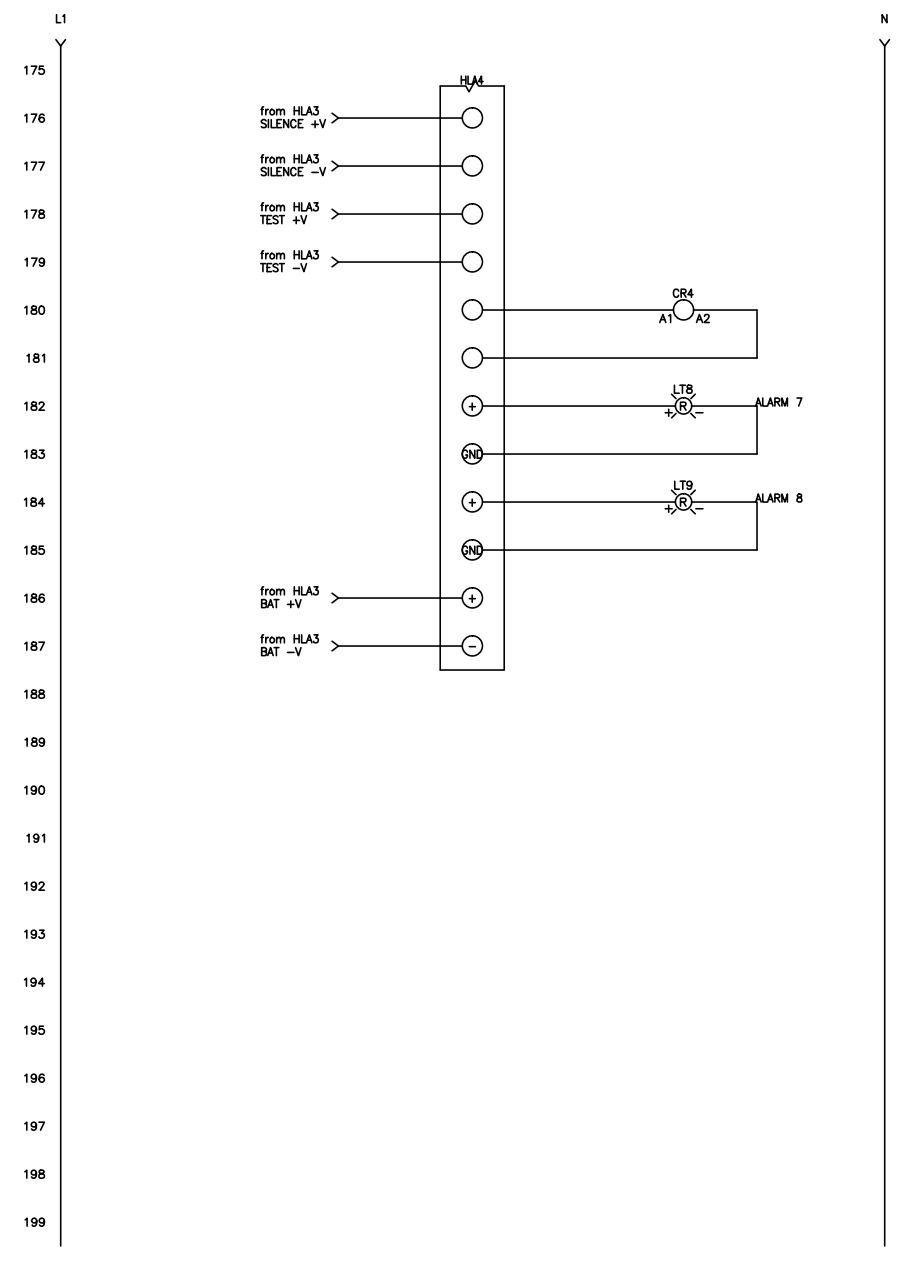 L1 N
175
HLA4
176 from HLA3
SILENCE +V
177 from HLA3
SILENCE -V
178 from HLA3
TEST +V
179 from HLA3
TEST -V
CR4
180
A1 A2
181
LT8
182 + R ALARM 7
+ -
183 GND
LT9
184 + R ALARM 8
+ -
185 GND
186 from HLA3 +
BAT +V
187 from HLA3 -
BAT -V
188
189
190
191
192
193
194
195
196
197
198
199